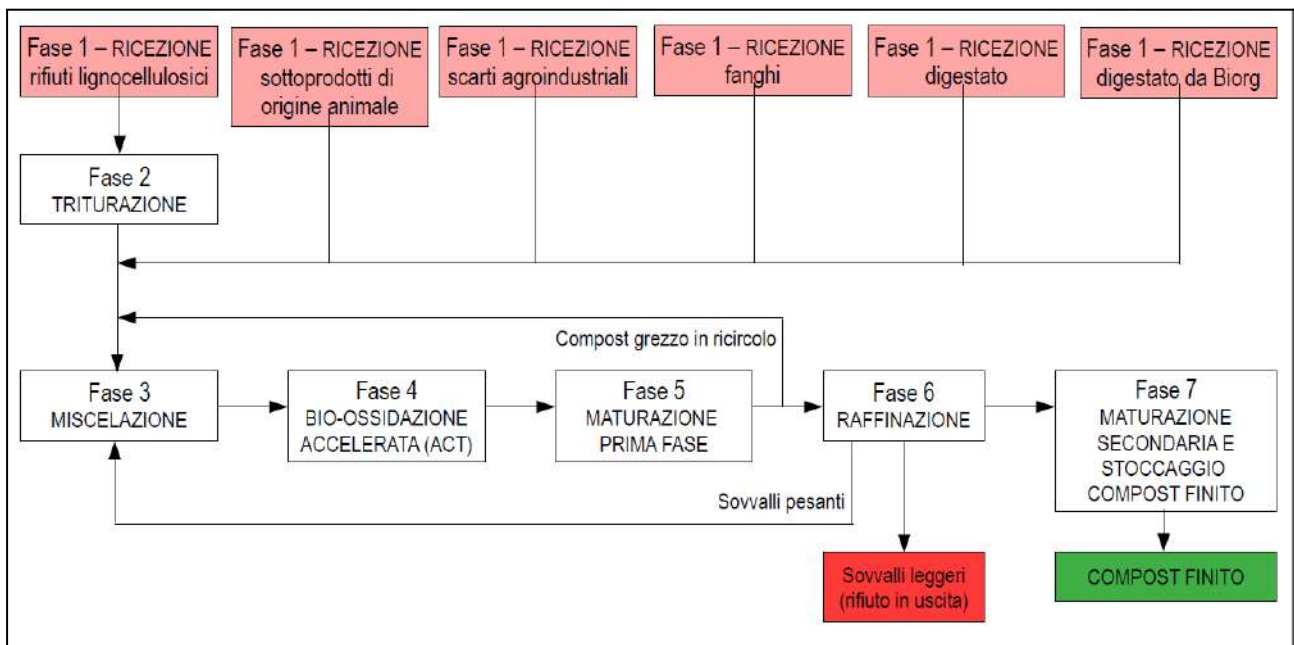 Fase 1 – RICEZIONE
rifiuti lignocellulosici
Fase 1 – RICEZIONE
sottoprodotti di
origine animale
Fase 1 – RICEZIONE
scarti agroindustriali
Fase 1 – RICEZIONE
fanghi
Fase 1 – RICEZIONE
digestato
Fase 1 – RICEZIONE
digestato da Biorg
Fase 2
TRITURAZIONE
Compost grezzo in ricircolo
Fase 3
MISCELAZIONE
Fase 4
BIO-OSSIDAZIONE
ACCELERATA (ACT)
Fase 5
MATURAZIONE
PRIMA FASE
Fase 6
RAFFINAZIONE
Fase 7
MATURAZIONE
SECONDARIA E
STOCCAGGIO
COMPOST FINITO
Sovvalli pesanti
Sovvalli leggeri
(rifiuto in uscita)
COMPOST FINITO